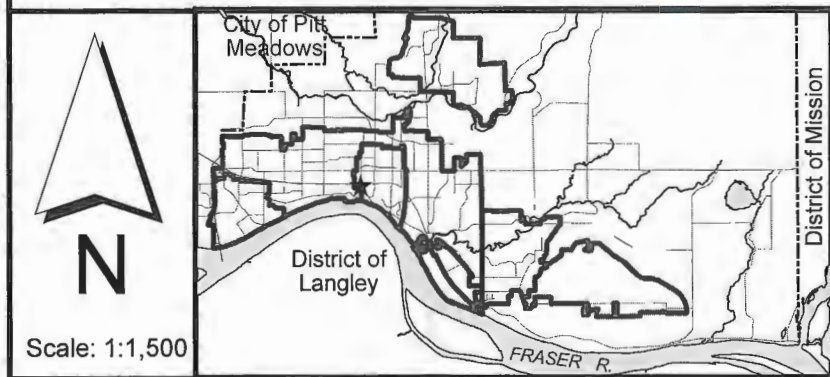 City of Pitt
Meadows
District of Mission
District of
Langley
N
Scale: 1:1,500
FRASER R.